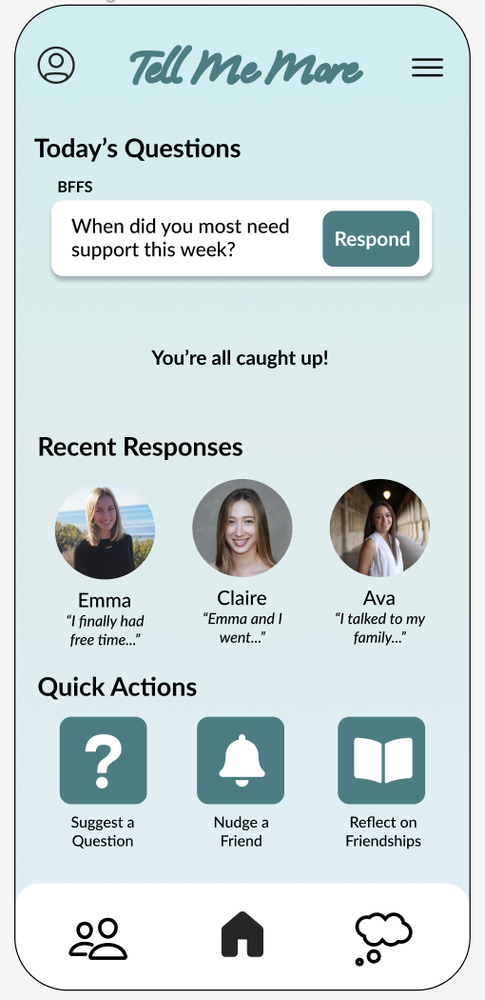 Tell Me More
Today's Questions
BFFS
When did you most need
support this week?
Respond
You're all caught up!
Recent Responses
Emma
"I finally had
free time..."
Claire
"Emma and I
went..."
Ava
"I talked to my
family..."
Quick Actions
?
Suggest a
Question
Nudge a
Friend
Reflect on
Friendships